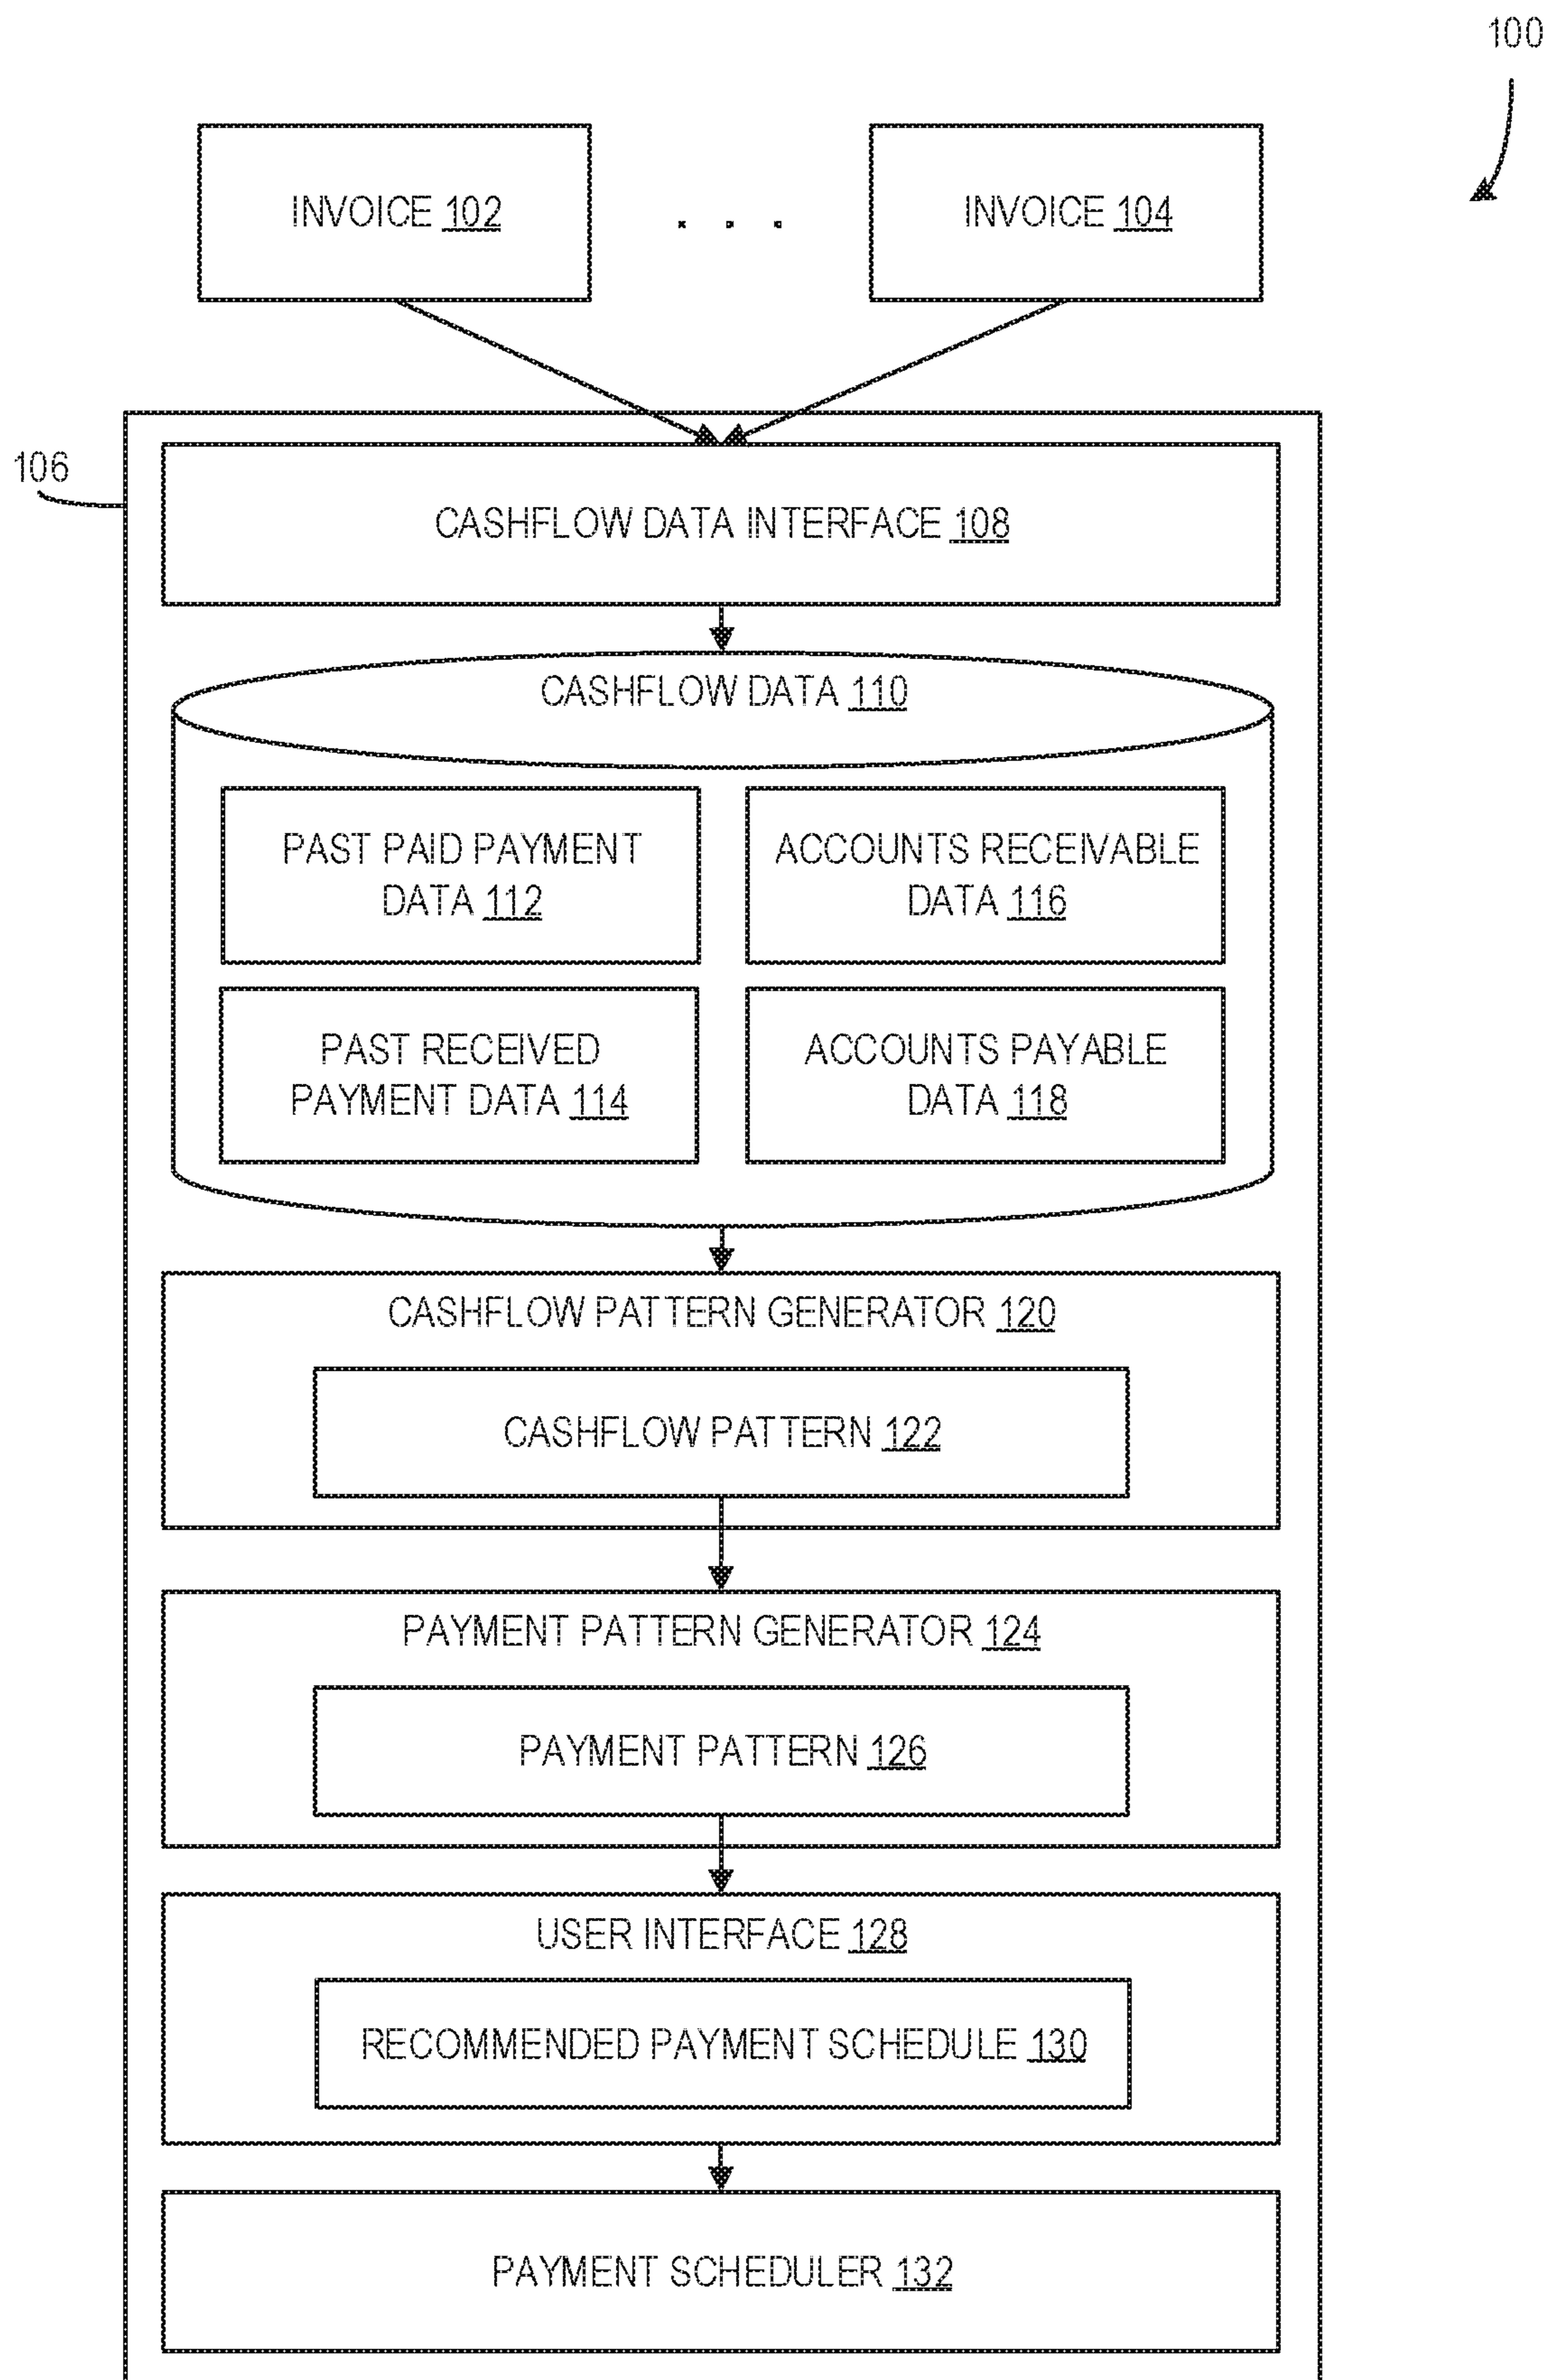 100
INVOICE 102
. . .
INVOICE 104
106
CASHFLOW DATA INTERFACE 108
CASHFLOW DATA 110
PAST PAID PAYMENT
DATA 112
ACCOUNTS RECEIVABLE
DATA 116
PAST RECEIVED
PAYMENT DATA 114
ACCOUNTS PAYABLE
DATA 118
CASHFLOW PATTERN GENERATOR 120
CASHFLOW PATTERN 122
PAYMENT PATTERN GENERATOR 124
PAYMENT PATTERN 126
USER INTERFACE 128
RECOMMENDED PAYMENT SCHEDULE 130
PAYMENT SCHEDULER 132